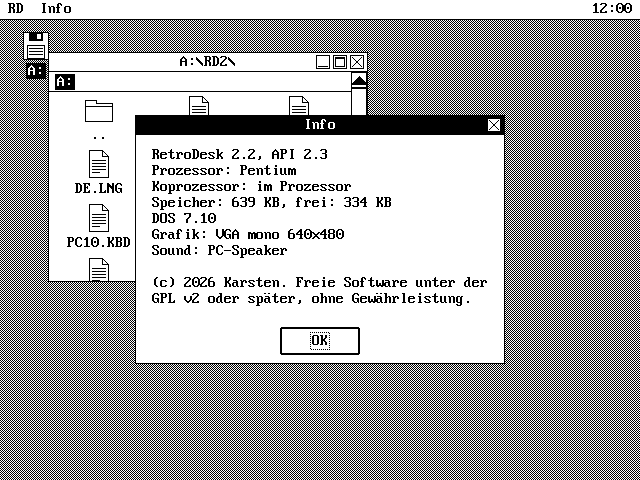 RD Info 12:00
A:
A:\RD2\
A:
..
DE.LNG
PC10.KBD
Info
RetroDesk 2.2, API 2.3
Prozessor: Pentium
Koprozessor: im Prozessor
Speicher: 639 KB, frei: 334 KB
DOS 7.10
Grafik: VGA mono 640x480
Sound: PC-Speaker
(c) 2026 Karsten. Freie Software unter der
GPL v2 oder später, ohne Gewährleistung.
OK